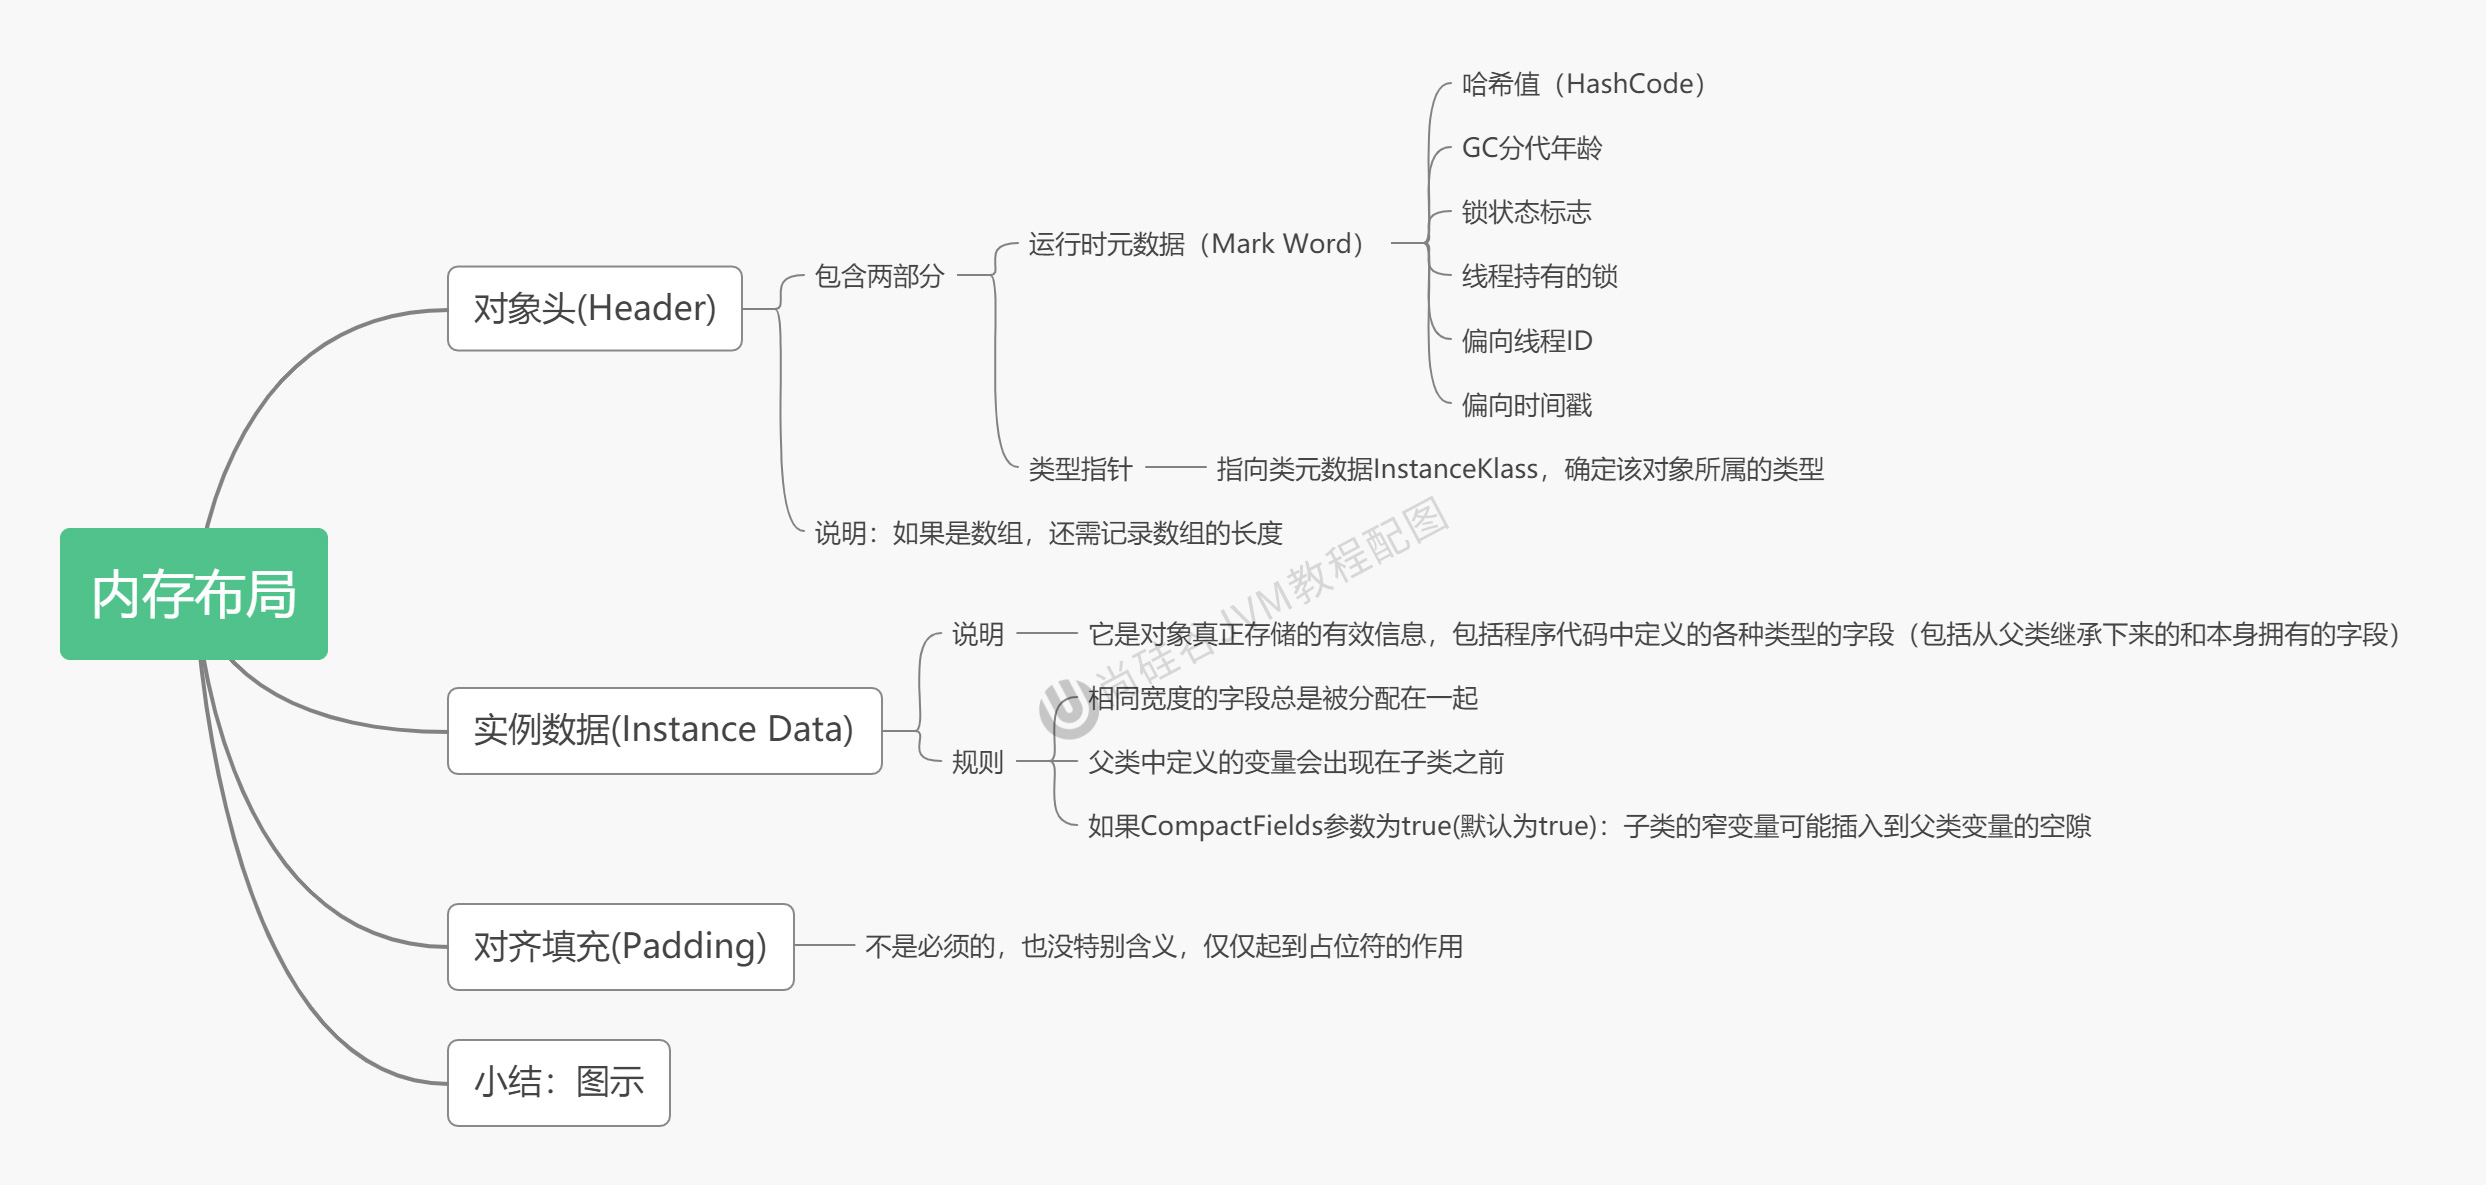 内存布局
对象头(Header)
包含两部分
运行时元数据（Mark Word）
哈希值（HashCode）
GC分代年龄
锁状态标志
线程持有的锁
偏向线程ID
偏向时间戳
类型指针
指向类元数据InstanceKlass，确定该对象所属的类型
说明：如果是数组，还需记录数组的长度
实例数据(Instance Data)
说明
它是对象真正存储的有效信息，包括程序代码中定义的各种类型的字段（包括从父类继承下来的和本身拥有的字段）
规则
相同宽度的字段总是被分配在一起
父类中定义的变量会出现在子类之前
如果CompactFields参数为true(默认为true)：子类的窄变量可能插入到父类变量的空隙
对齐填充(Padding)
不是必须的，也没特别含义，仅仅起到占位符的作用
小结：图示
尚硅谷JVM教程配图